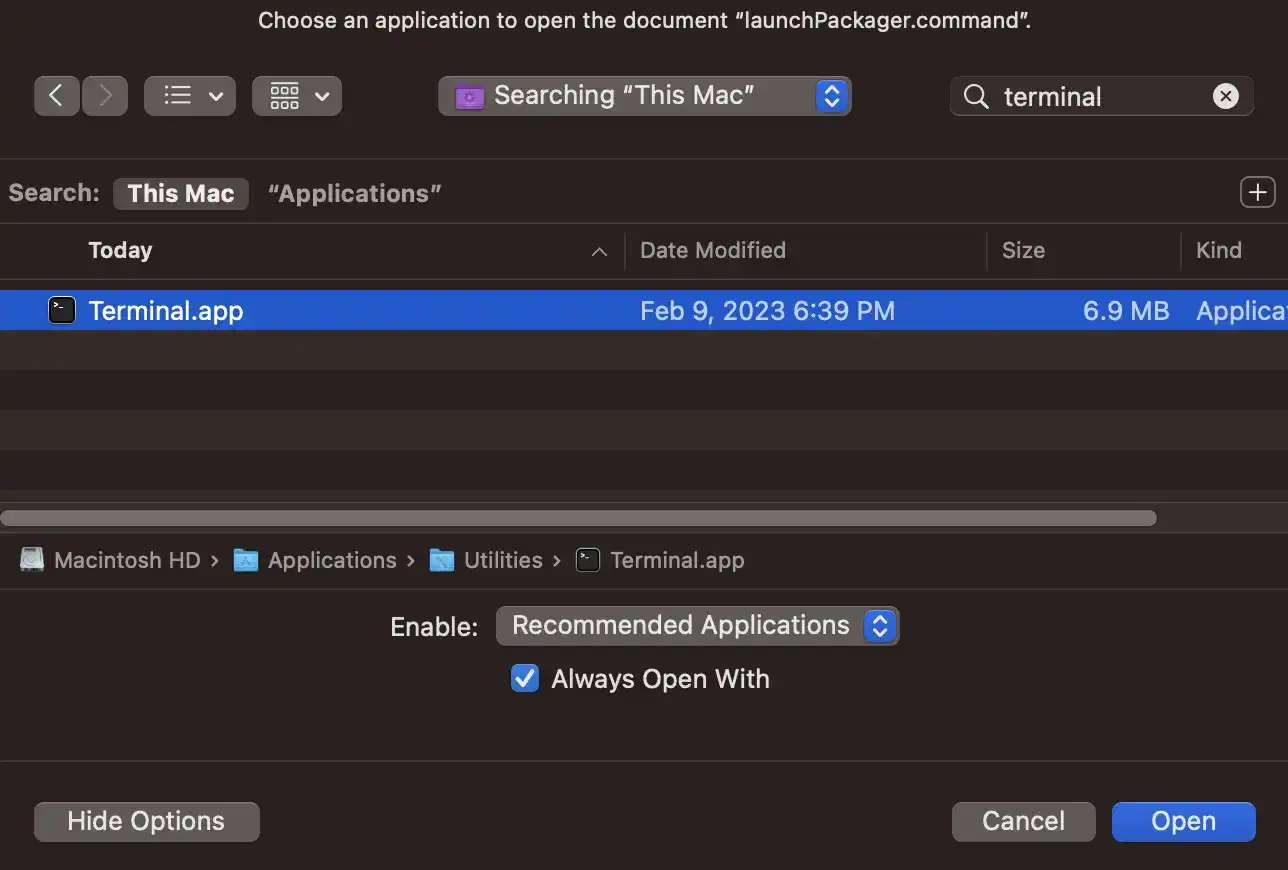 Choose an application to open the document “launchPackager.command”.
Searching “This Mac”
terminal
Search: This Mac “Applications”
Today Date Modified Size Kind
Terminal.app Feb 9, 2023 6:39 PM 6.9 MB Applica
Macintosh HD › Applications › Utilities › Terminal.app
Enable: Recommended Applications
Always Open With
Hide Options Cancel Open